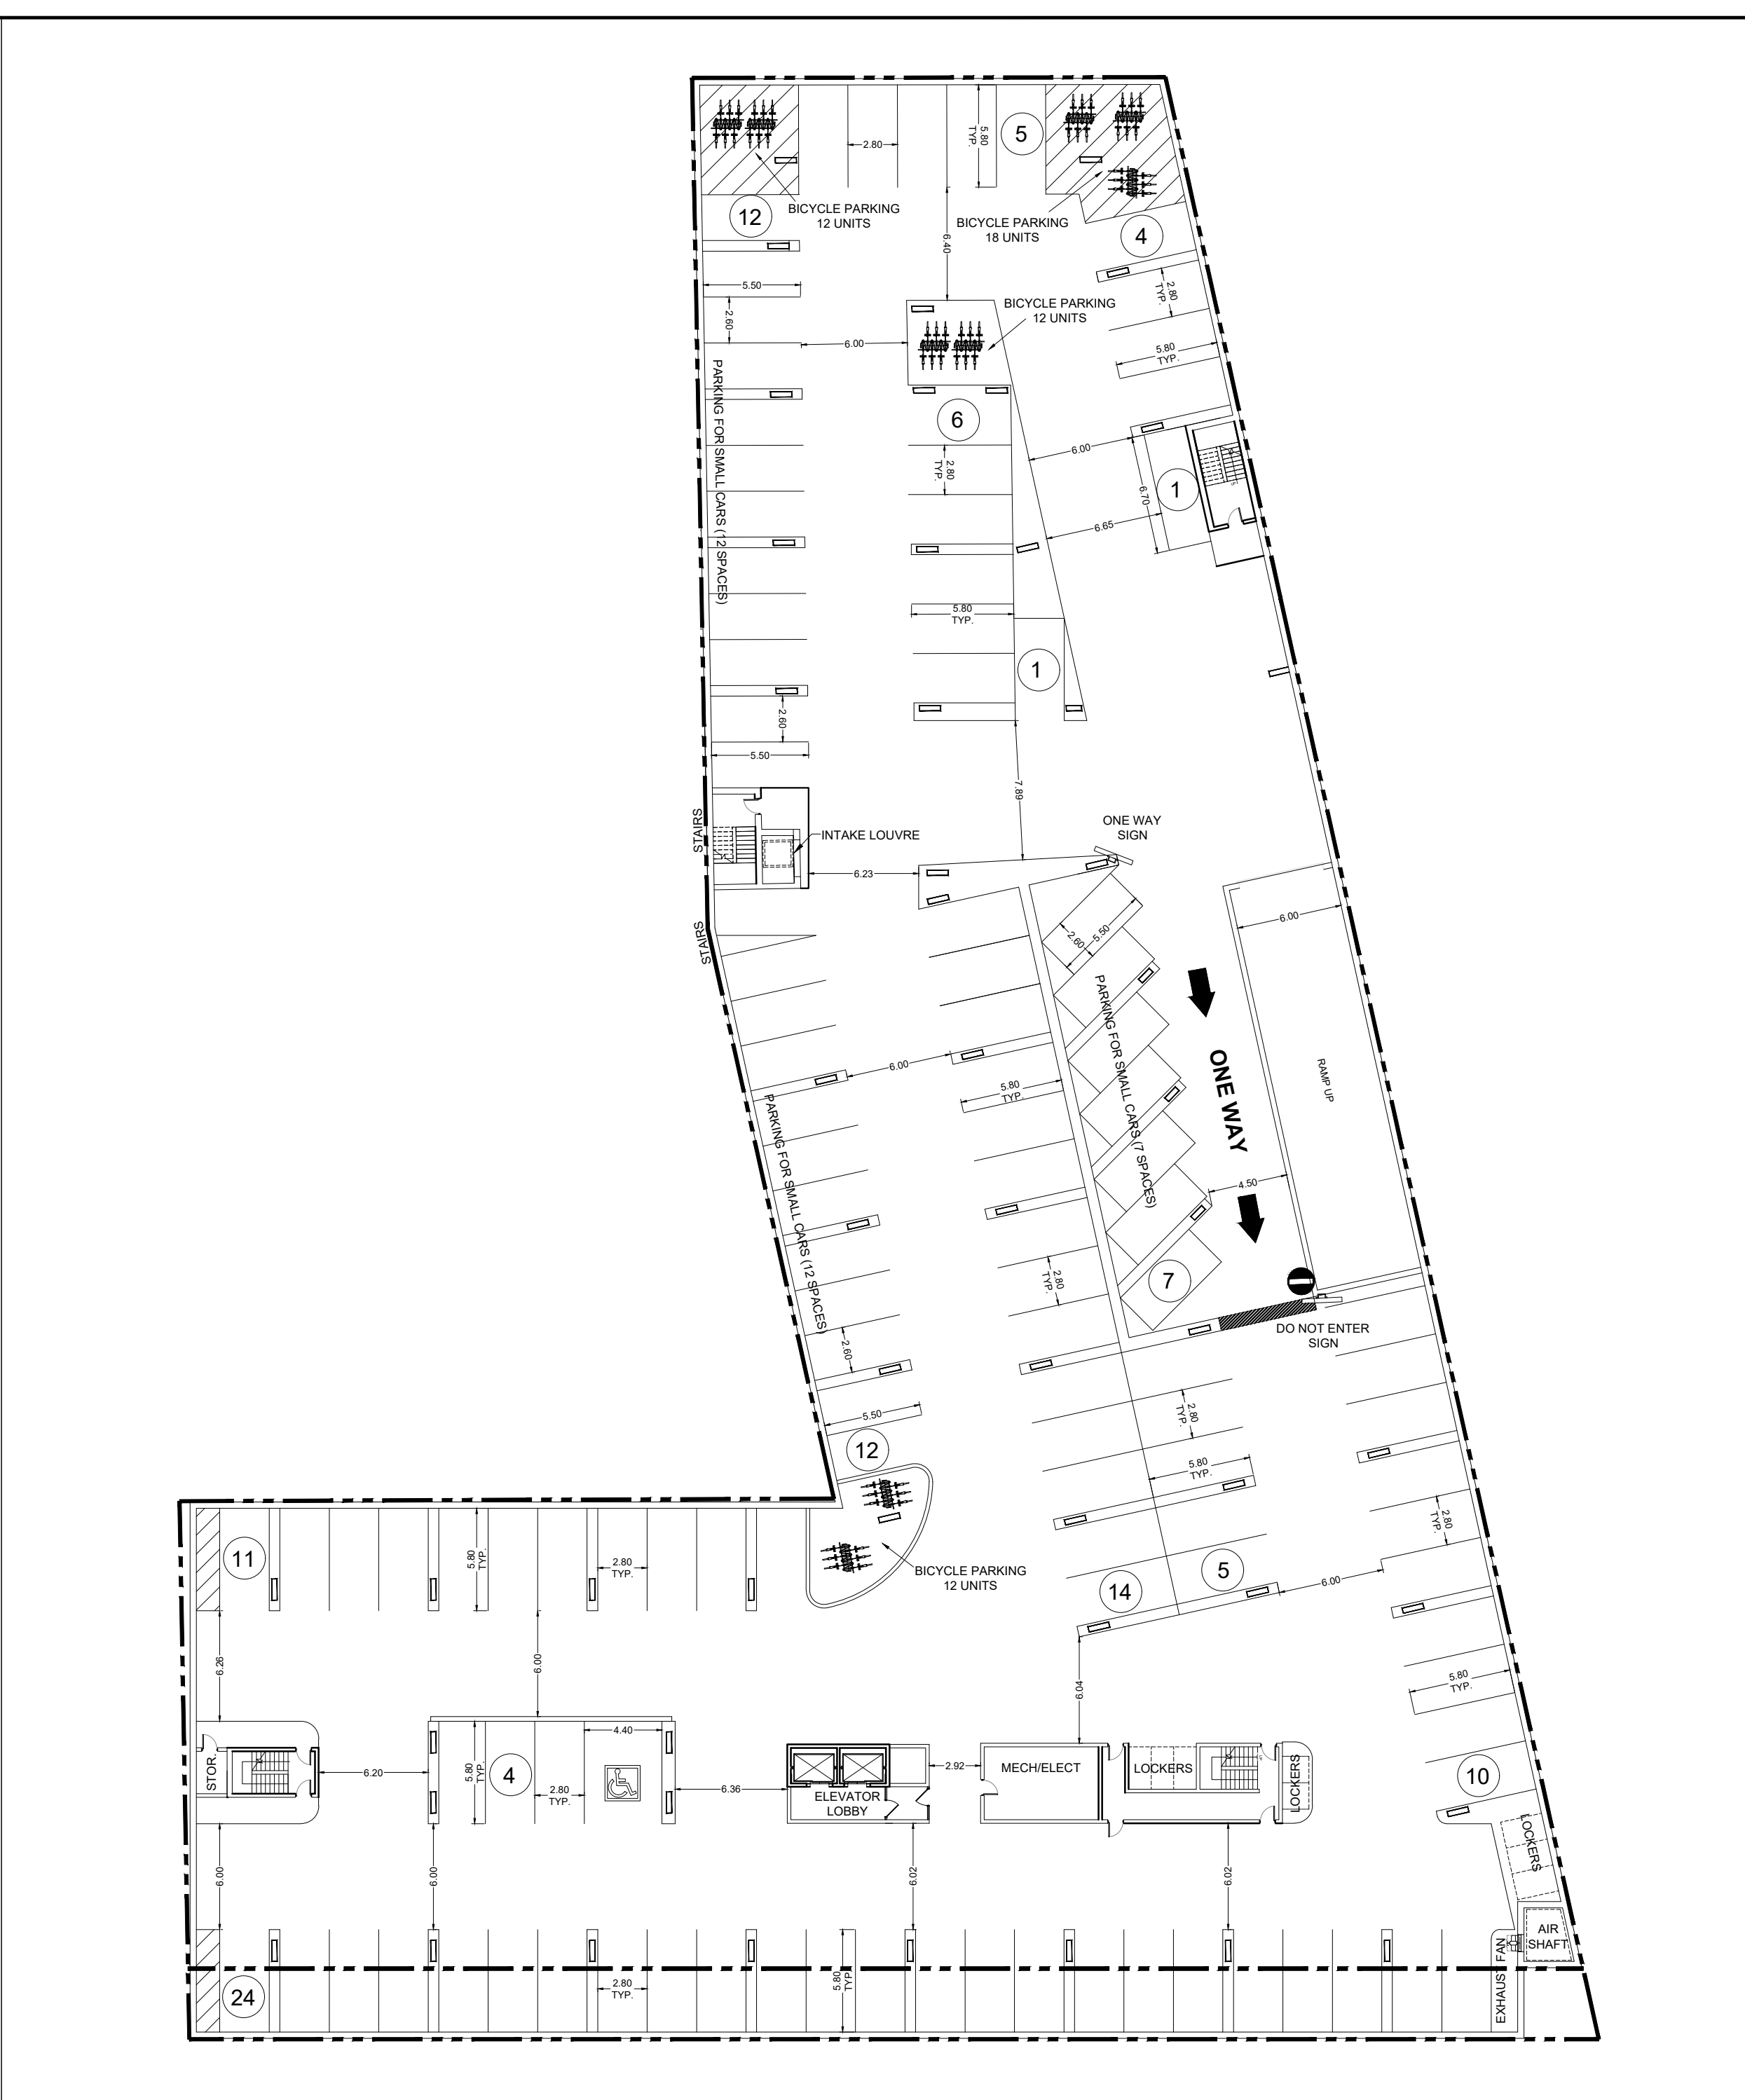 5
5.80
TYP.
2.80
BICYCLE PARKING
12 UNITS
12
BICYCLE PARKING
18 UNITS
4
6.40
2.80
TYP.
5.50
2.60
BICYCLE PARKING
12 UNITS
6.00
5.80
TYP.
PARKING FOR SMALL CARS (12 SPACES)
6
2.80
TYP.
6.00
6.70
1
6.65
5.80
TYP.
1
2.60
5.50
7.89
STAIRS
INTAKE LOUVRE
ONE WAY
SIGN
6.23
STAIRS
2.60
5.50
6.00
PARKING FOR SMALL CARS (7 SPACES)
ONE WAY
RAMP UP
6.00
5.80
TYP.
PARKING FOR SMALL CARS (12 SPACES)
4.50
2.80
TYP.
7
DO NOT ENTER
SIGN
2.60
5.50
2.80
TYP.
12
5.80
TYP.
2.80
TYP.
11
5.80
TYP.
2.80
TYP.
BICYCLE PARKING
12 UNITS
14
5
6.00
6.26
6.00
6.04
5.80
TYP.
STOR.
6.20
5.80
TYP.
4
2.80
TYP.
4.40
6.36
ELEVATOR
LOBBY
2.92
MECH/ELECT
LOCKERS
LOCKERS
10
LOCKERS
6.00
6.00
6.02
6.02
AIR
SHAFT
EXHAUST FAN
24
2.80
TYP.
5.80
TYP.